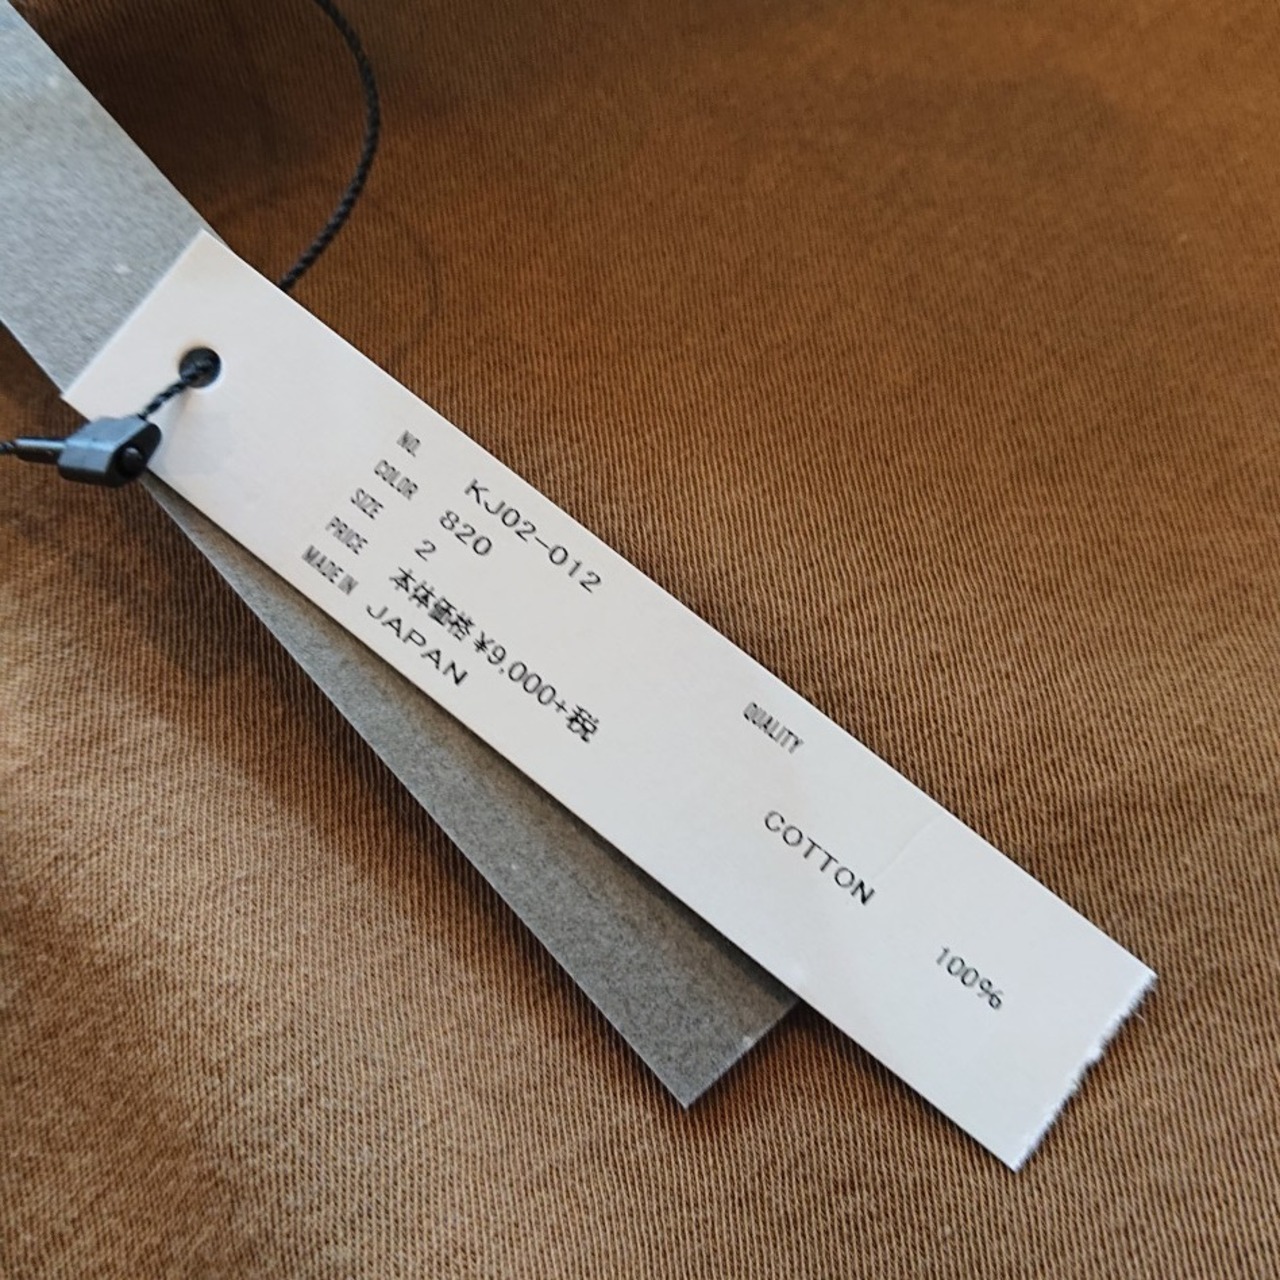 NO. KJ02-012
COLOR 820
SIZE 2
PRICE 本体価格¥9,000+税
MADE IN JAPAN
QUALITY
COTTON 100%